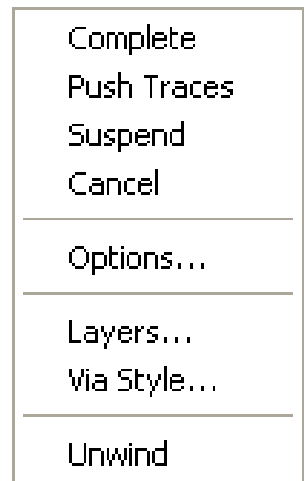 Complete
Push Traces
Suspend
Cancel
Options...
Layers...
Via Style...
Unwind